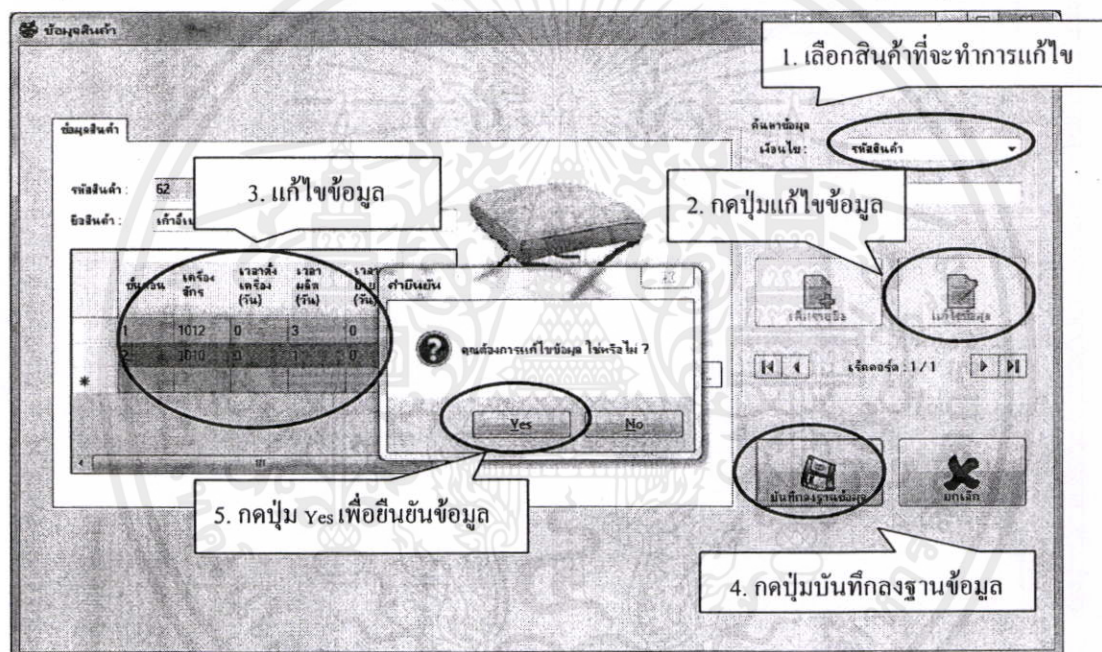 ข้อมูลสินค้า
1. เลือกสินค้าที่จะทำการแก้ไข
ข้อมูลสินค้า
ค้นหาข้อมูล
เงื่อนไข :
รหัสสินค้า
รหัสสินค้า :
62
3. แก้ไขข้อมูล
2. กดปุ่มแก้ไขข้อมูล
ชื่อสินค้า :
ขั้นตอน
เครื่องจักร
เวลาตั้งเครื่อง (วัน)
เวลาผลิต (วัน)
(วัน)
คำยืนยัน
1 1012 0 3 0
2 1010 0 1 0
คุณต้องการแก้ไขข้อมูล ใช่หรือไม่ ?
แก้ไขข้อมูล
เร็คคอร์ด : 1 / 1
Yes
No
บันทึกลงฐานข้อมูล
ยกเลิก
5. กดปุ่ม Yes เพื่อยืนยันข้อมูล
4. กดปุ่มบันทึกลงฐานข้อมูล